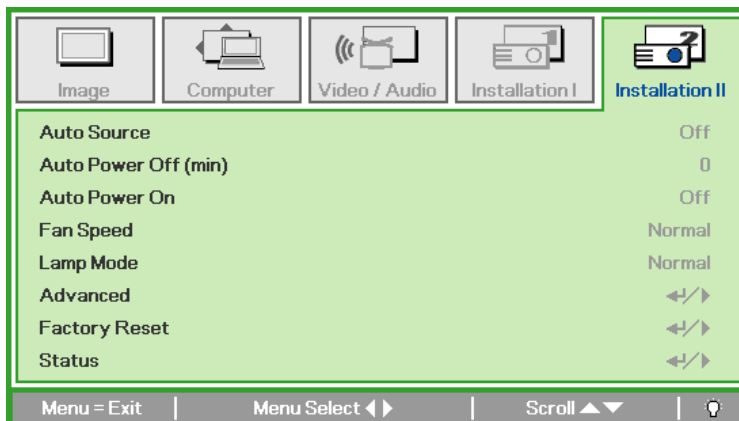 Image Computer Video / Audio Installation I Installation II
Auto Source Off
Auto Power Off (min) 0
Auto Power On Off
Fan Speed Normal
Lamp Mode Normal
Advanced ↵/▶
Factory Reset ↵/▶
Status ↵/▶
Menu = Exit Menu Select ◀▶ Scroll ▲▼